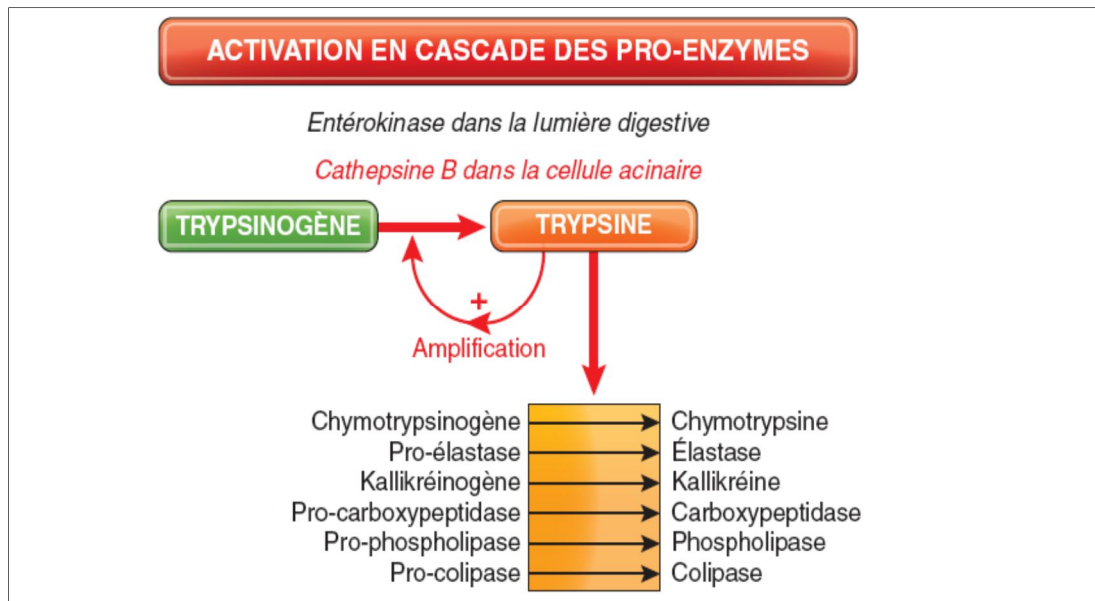 ACTIVATION EN CASCADE DES PRO-ENZYMES
Entérokinase dans la lumière digestive
Cathepsine B dans la cellule acinaire
TRYPSINOGÈNE TRYPSINE
+
Amplification
Chymotrypsinogène Chymotrypsine
Pro-élastase Élastase
Kallikréinogène Kallikréine
Pro-carboxypeptidase Carboxypeptidase
Pro-phospholipase Phospholipase
Pro-colipase Colipase